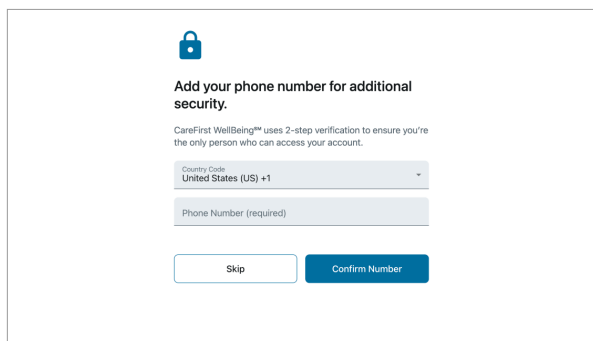 Add your phone number for additional
security.
CareFirst WellBeing℠ uses 2-step verification to ensure you're
the only person who can access your account.
Country Code
United States (US) +1
Phone Number (required)
Skip
Confirm Number